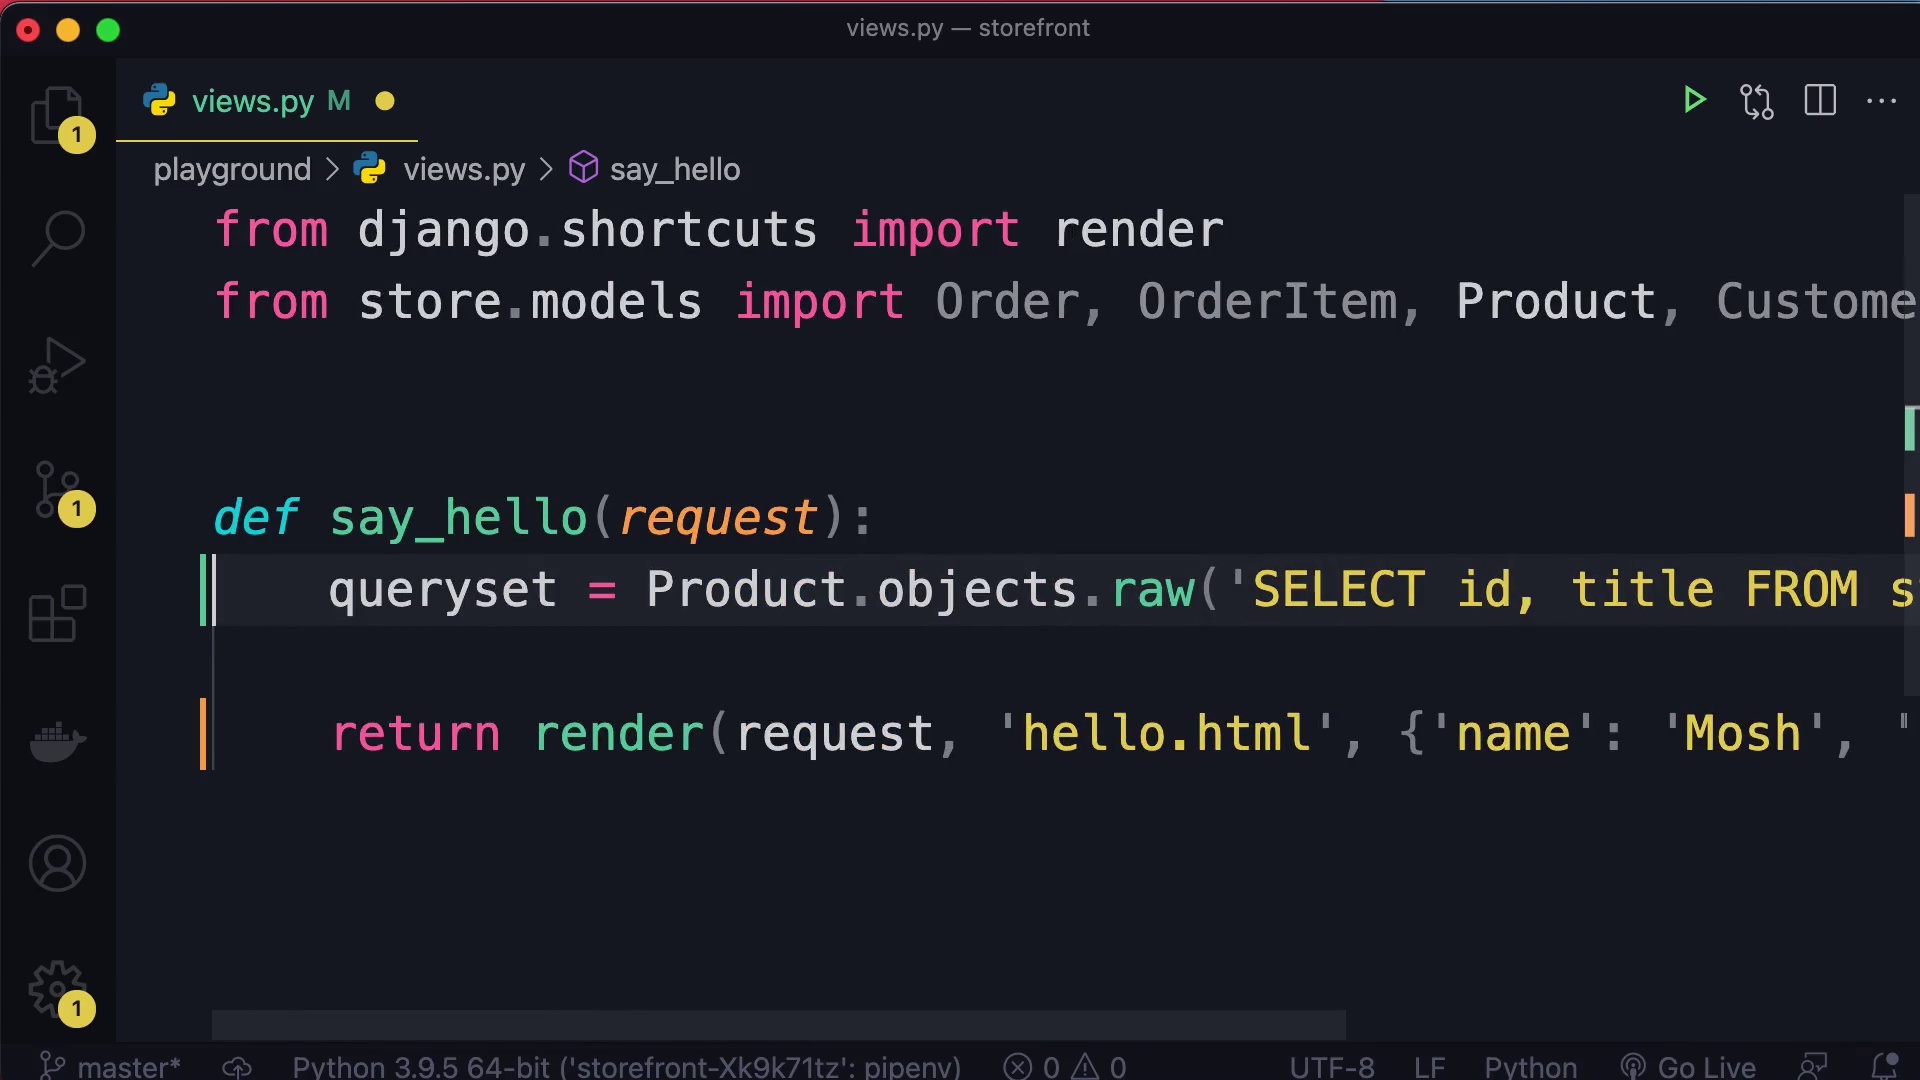 views.py — storefront
views.py M
1
playground > views.py > say_hello
from django.shortcuts import render
from store.models import Order, OrderItem, Product,
def say_hello(request):
queryset = Product.objects.raw('SELECT id, title FROM
1
return render(request, 'hello.html', {'name': 'Mosh', '
1
master* Python 3.9.5 64-bit ('storefront-Xk9k71tz': pipenv) 0 0 UTF-8 LF Python Go Live